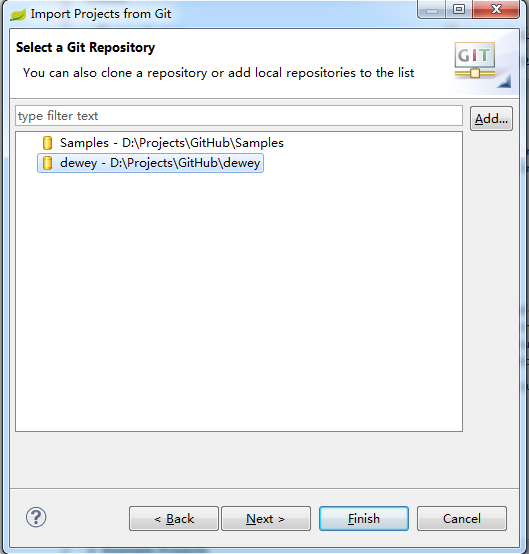 Import Projects from Git
Select a Git Repository
You can also clone a repository or add local repositories to the list
GIT
type filter text
Add...
Samples - D:\Projects\GitHub\Samples
dewey - D:\Projects\GitHub\dewey
?
< Back
Next >
Finish
Cancel